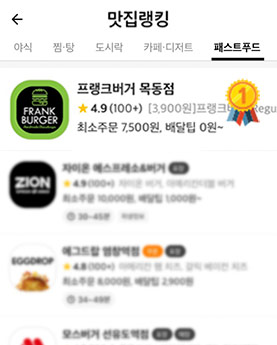 맛집랭킹
야식 찜·탕 도시락 카페·디저트 패스트푸드
FRANK
BURGER
프랭크버거 목동점
1
★ 4.9 (100+) [3,900원]프랭크버
최소주문 7,500원, 배달팁 0원~
ZION
자이온 에스프레소&버거
★ 4.9 (100+)
최소주문 10,000원, 배달팁 1,000원~
30~45분
EGGDROP
에그드랍 염창역점
★ 4.8 (100+)
최소주문 8,000원, 배달팁 2,900원
34~49분
모스버거 선유도역점